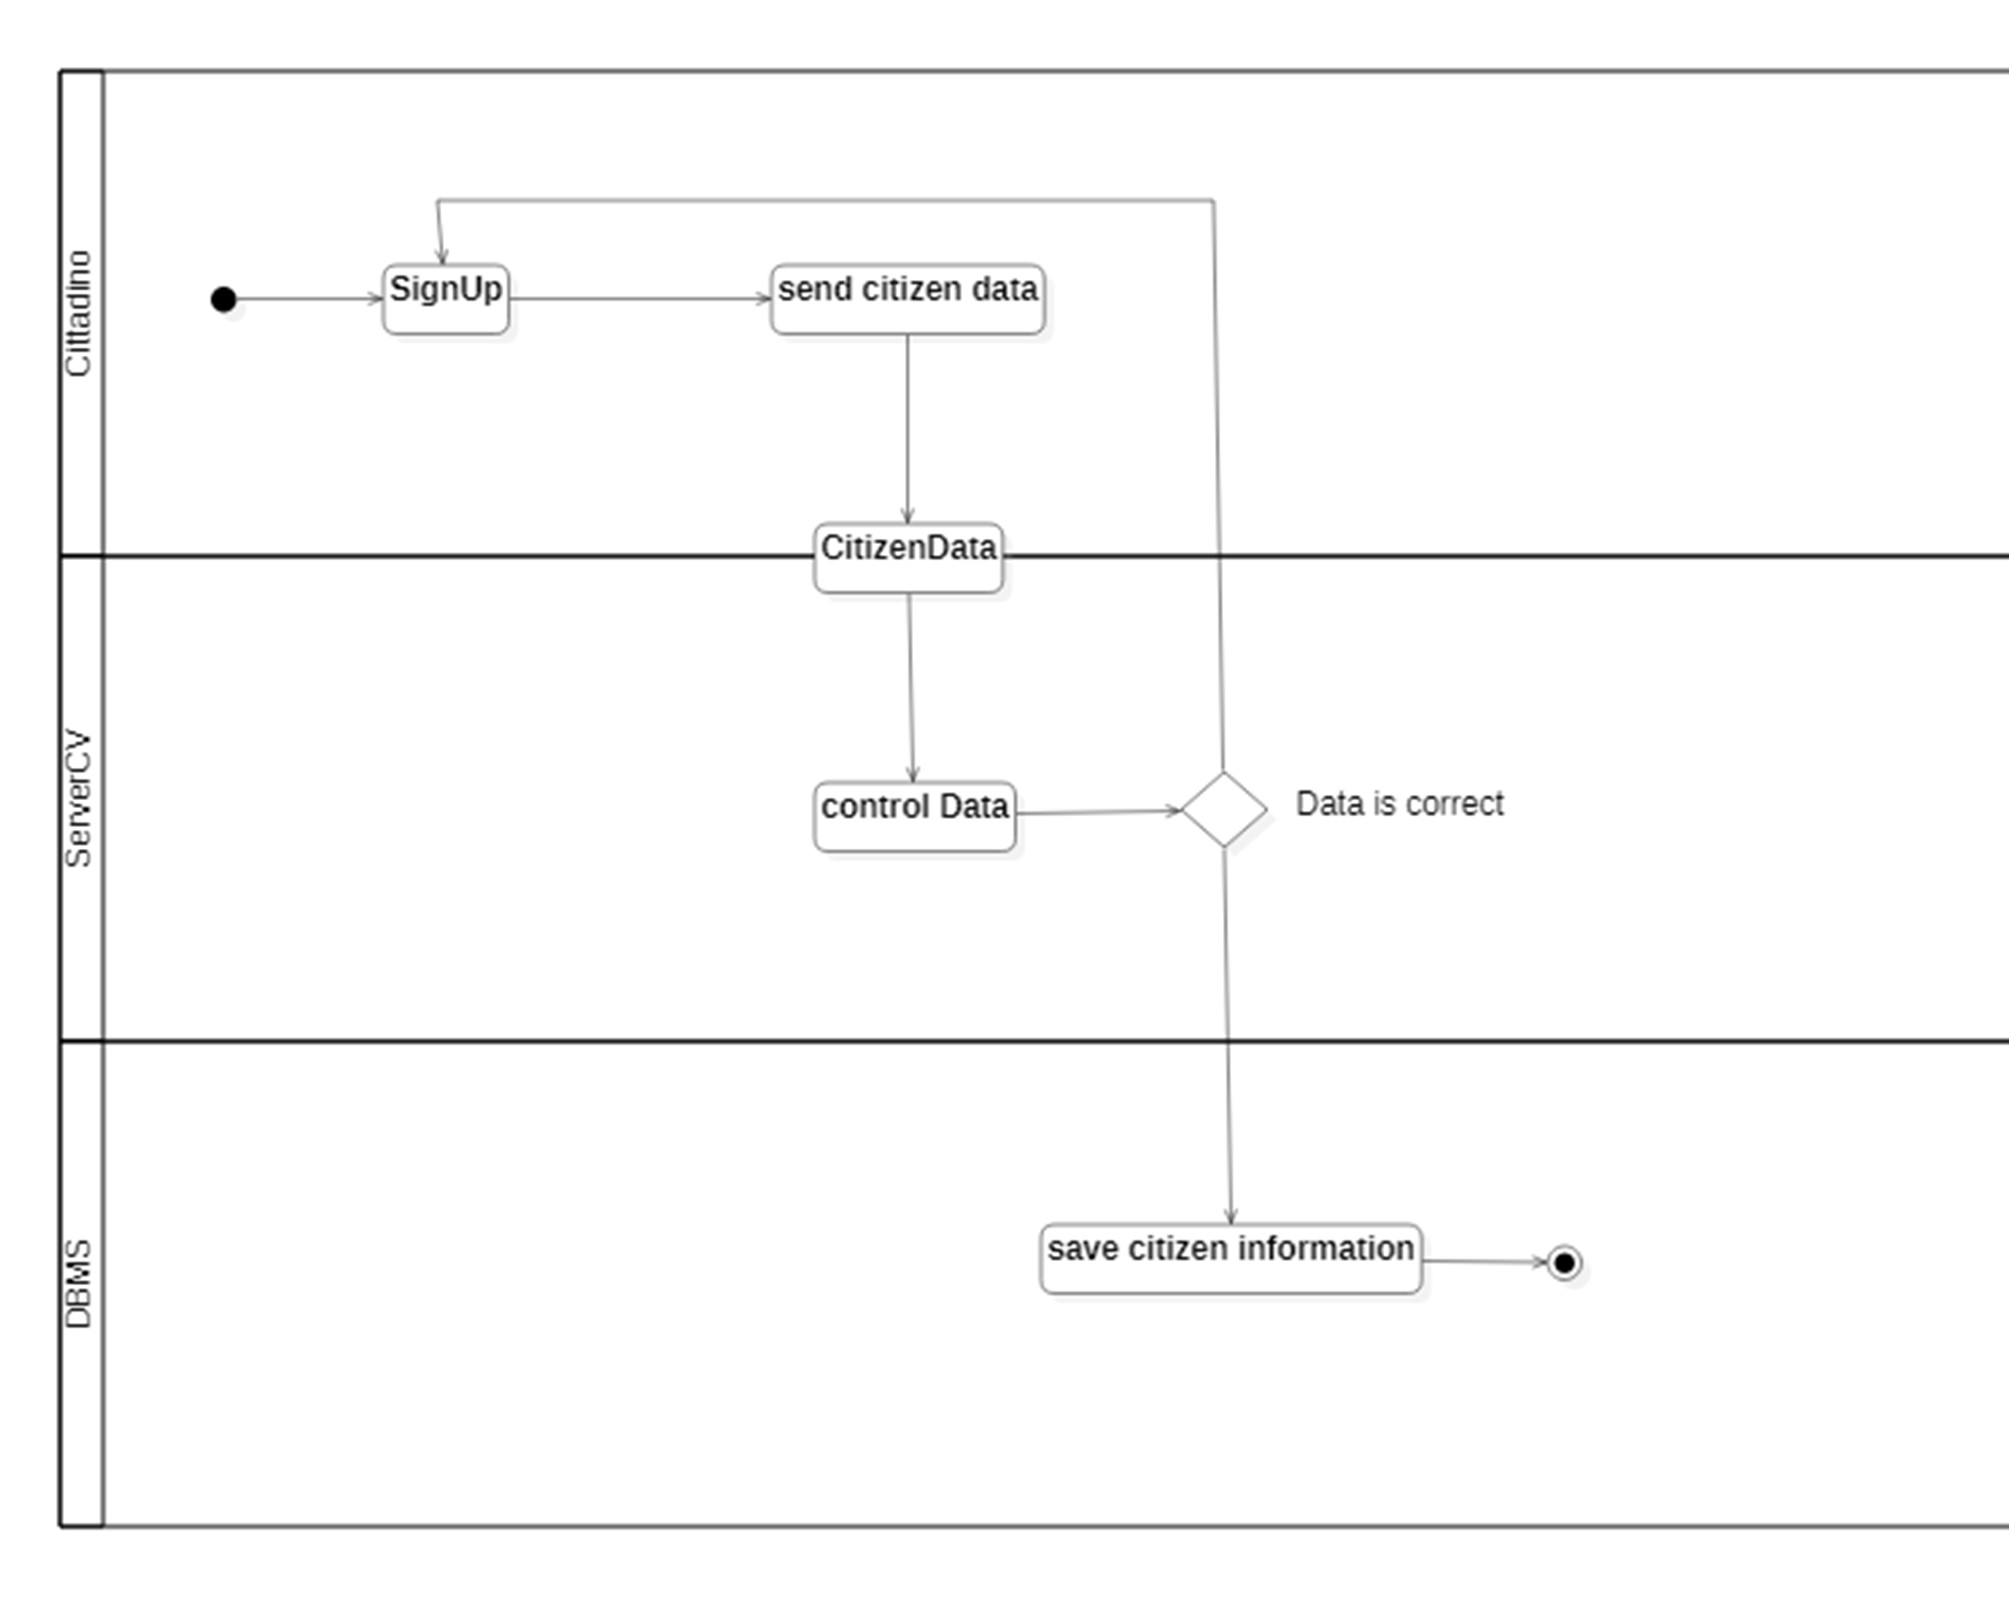 Cittadino
SignUp
send citizen data
CitizenData
ServerCV
control Data
Data is correct
DBMS
save citizen information